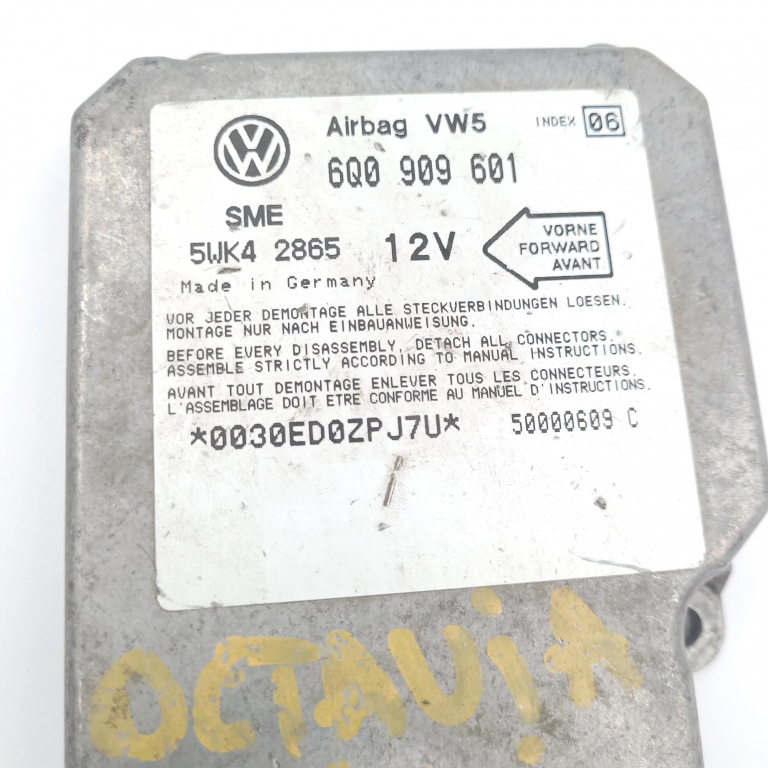 Airbag VW5 INDEX 06
6Q0 909 601
SME
5WK4 2865 12V
VORNE
FORWARD
AVANT
Made in Germany
VOR JEDER DEMONTAGE ALLE STECKVERBINDUNGEN LOESEN.
MONTAGE NUR NACH EINBAUANWEISUNG.
BEFORE EVERY DISASSEMBLY, DETACH ALL CONNECTORS.
ASSEMBLE STRICTLY ACCORDING TO MANUAL INSTRUCTIONS.
AVANT TOUT DEMONTAGE ENLEVER TOUS LES CONNECTEURS.
L'ASSEMBLAGE DOIT ETRE CONFORME AU MANUEL D'INSTRUCTIONS.
*0030ED0ZPJ7U* 50000609 C
OCTAViA